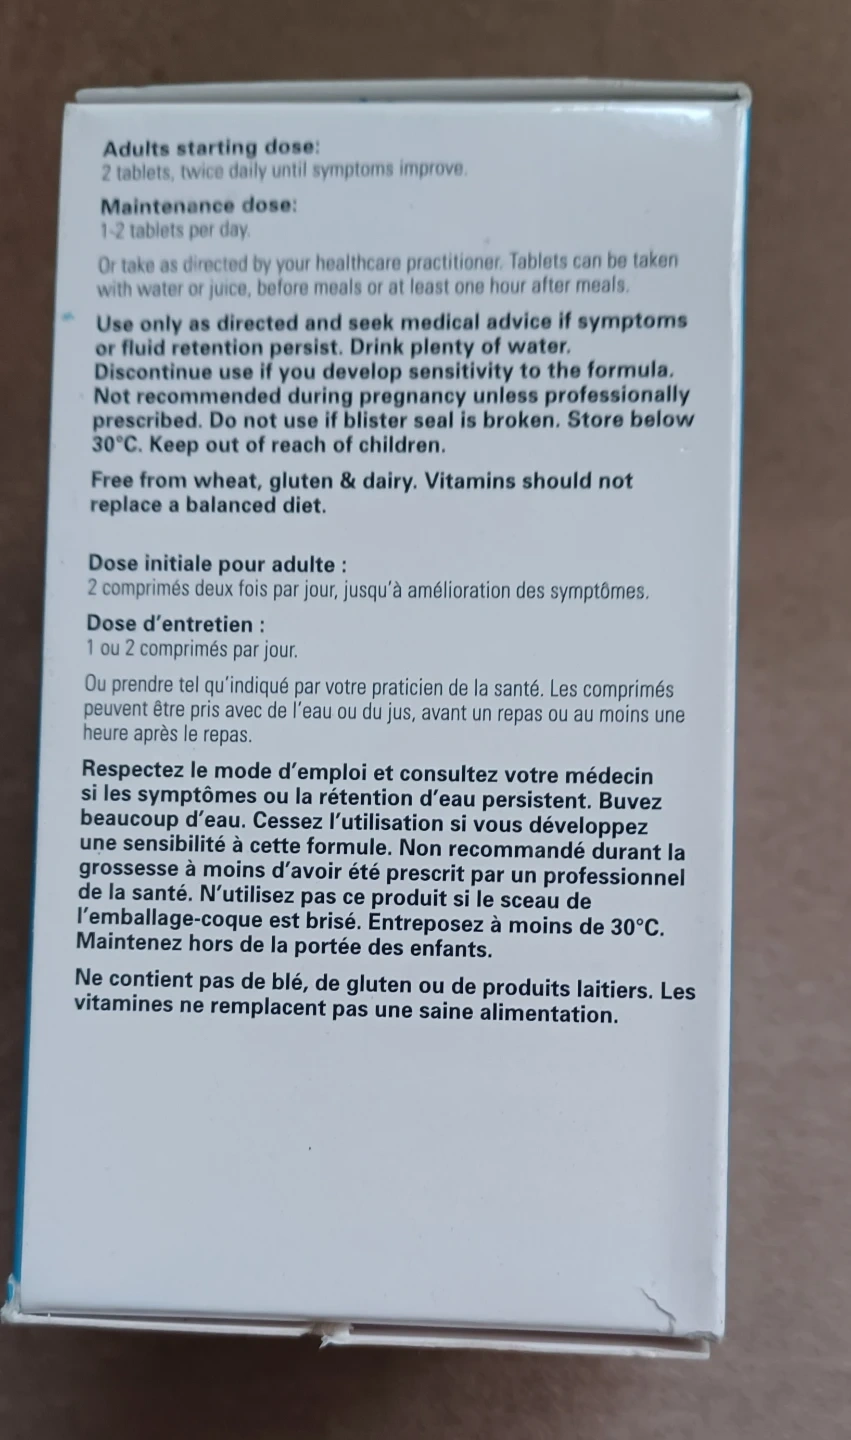 Adults starting dose:
2 tablets, twice daily until symptoms improve.
Maintenance dose:
1-2 tablets per day.
Or take as directed by your healthcare practitioner. Tablets can be taken
with water or juice, before meals or at least one hour after meals.
Use only as directed and seek medical advice if symptoms
or fluid retention persist. Drink plenty of water.
Discontinue use if you develop sensitivity to the formula.
Not recommended during pregnancy unless professionally
prescribed. Do not use if blister seal is broken. Store below
30°C. Keep out of reach of children.
Free from wheat, gluten & dairy. Vitamins should not
replace a balanced diet.
Dose initiale pour adulte :
2 comprimés deux fois par jour, jusqu'à amélioration des symptômes.
Dose d'entretien :
1 ou 2 comprimés par jour.
Ou prendre tel qu'indiqué par votre praticien de la santé. Les comprimés
peuvent être pris avec de l'eau ou du jus, avant un repas ou au moins une
heure après le repas.
Respectez le mode d'emploi et consultez votre médecin
si les symptômes ou la rétention d'eau persistent. Buvez
beaucoup d'eau. Cessez l'utilisation si vous développez
une sensibilité à cette formule. Non recommandé durant la
grossesse à moins d'avoir été prescrit par un professionnel
de la santé. N'utilisez pas ce produit si le sceau de
l'emballage-coque est brisé. Entreposez à moins de 30°C.
Maintenez hors de la portée des enfants.
Ne contient pas de blé, de gluten ou de produits laitiers. Les
vitamines ne remplacent pas une saine alimentation.